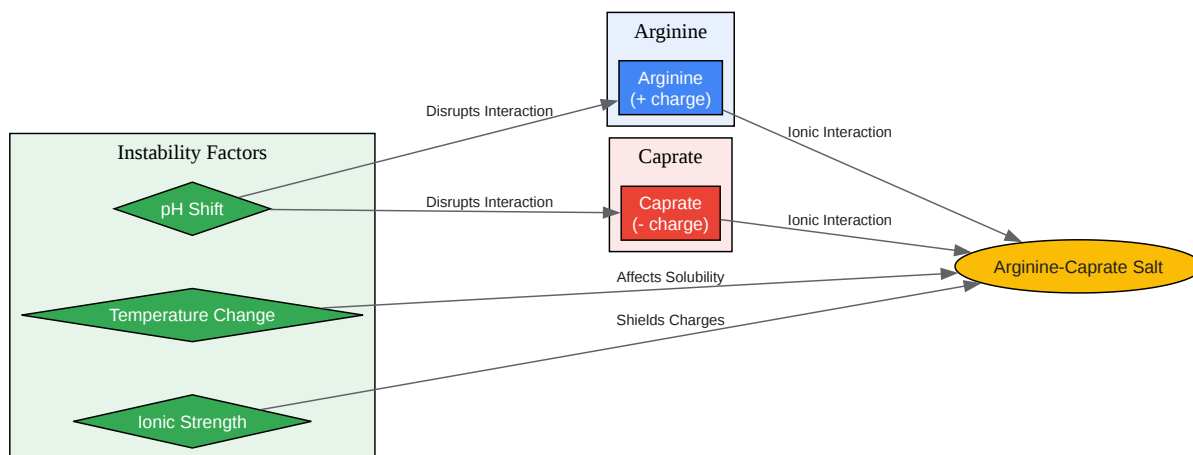 Arginine
Arginine
(+ charge)
Disrupts Interaction
Ionic Interaction
Instability Factors
Caprate
pH Shift
Disrupts Interaction
Caprate
(- charge)
Ionic Interaction
Arginine-Caprate Salt
Affects Solubility
Temperature Change
Shields Charges
Ionic Strength